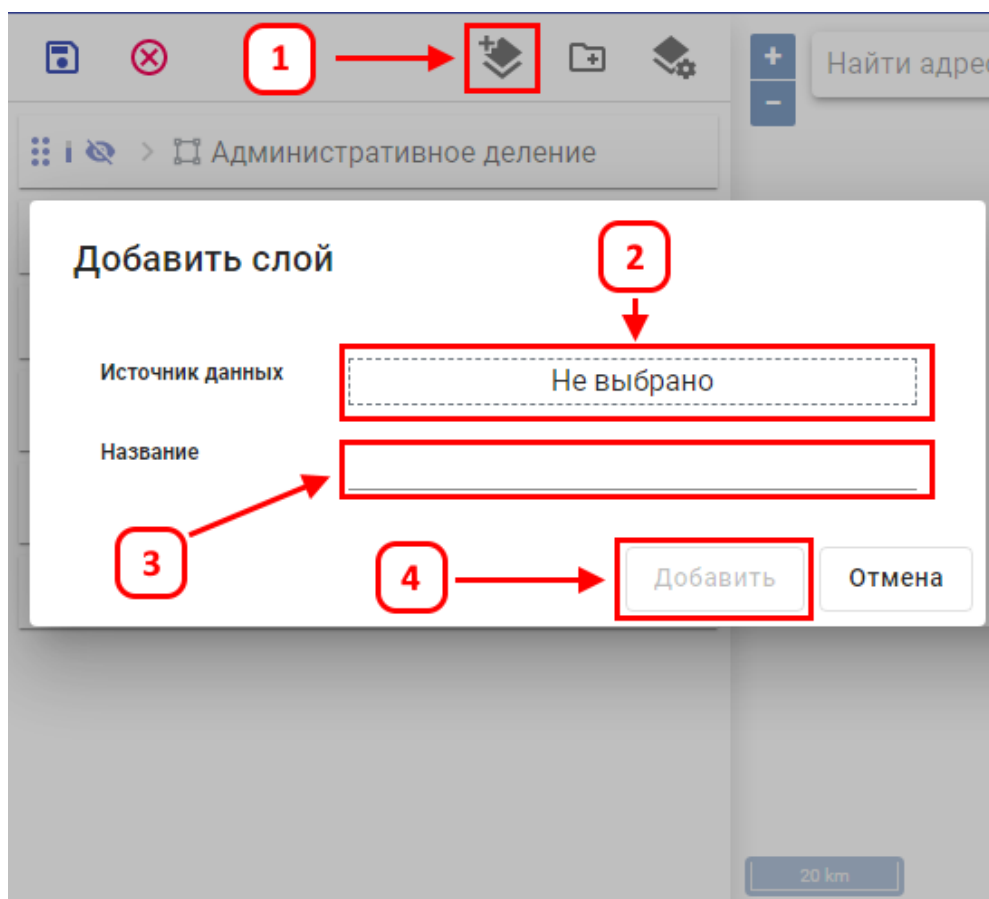 1
+
−
Найти адрес
Административное деление
Добавить слой
2
Источник данных
Не выбрано
Название
3
4
Добавить
Отмена
20 km